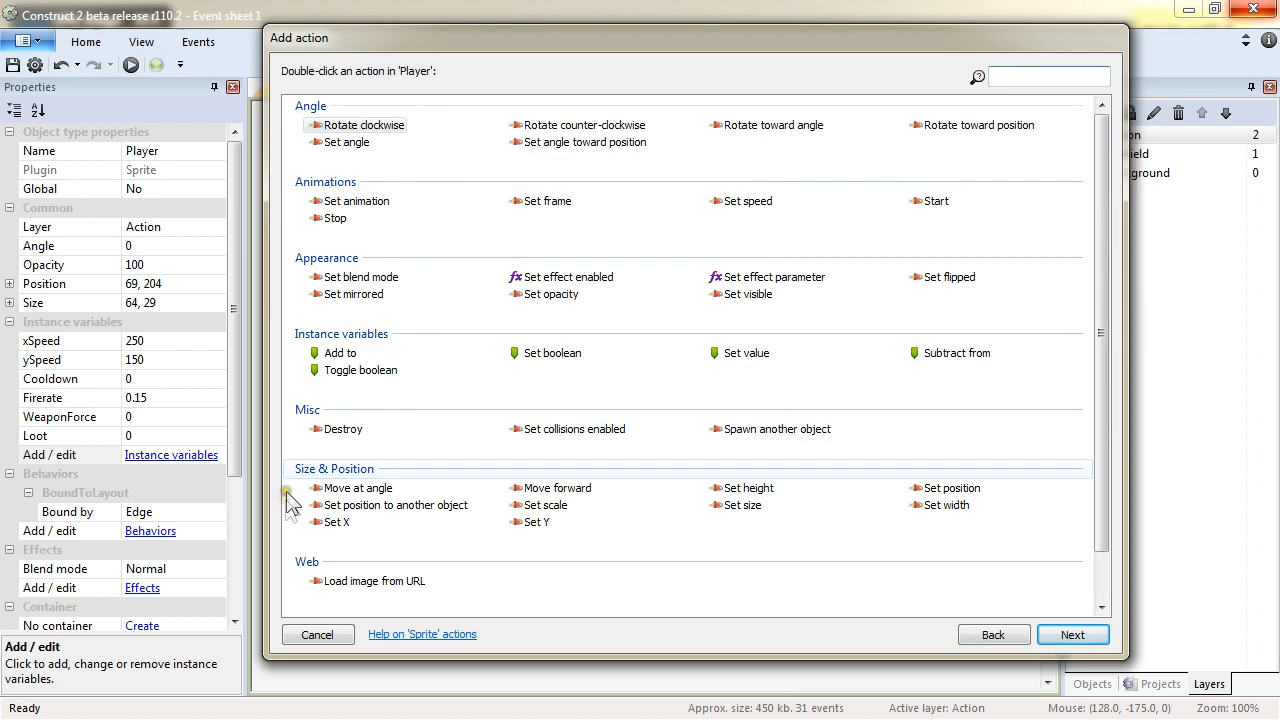 Construct 2 beta release r110.2 - Event sheet 1
Home View Events
Properties
Object type properties
Name Player
Plugin Sprite
Global No
Common
Layer Action
Angle 0
Opacity 100
Position 69, 204
Size 64, 29
Instance variables
xSpeed 250
ySpeed 150
Cooldown 0
Firerate 0.15
WeaponForce 0
Loot 0
Add / edit Instance variables
Behaviors
BoundToLayout
Bound by Edge
Add / edit Behaviors
Effects
Blend mode Normal
Add / edit Effects
Container
No container Create
Add / edit
Click to add, change or remove instance
variables.
Add action
Double-click an action in 'Player':
Angle
Rotate clockwise Rotate counter-clockwise Rotate toward angle Rotate toward position
Set angle Set angle toward position
Animations
Set animation Set frame Set speed Start
Stop
Appearance
Set blend mode fx Set effect enabled fx Set effect parameter Set flipped
Set mirrored Set opacity Set visible
Instance variables
Add to Set boolean Set value Subtract from
Toggle boolean
Misc
Destroy Set collisions enabled Spawn another object
Size & Position
Move at angle Move forward Set height Set position
Set position to another object Set scale Set size Set width
Set X Set Y
Web
Load image from URL
Cancel Help on 'Sprite' actions Back Next
on 2
ield 1
ground 0
Objects Projects Layers
Ready Approx. size: 450 kb. 31 events Active layer: Action Mouse: (128.0, -175.0, 0) Zoom: 100%